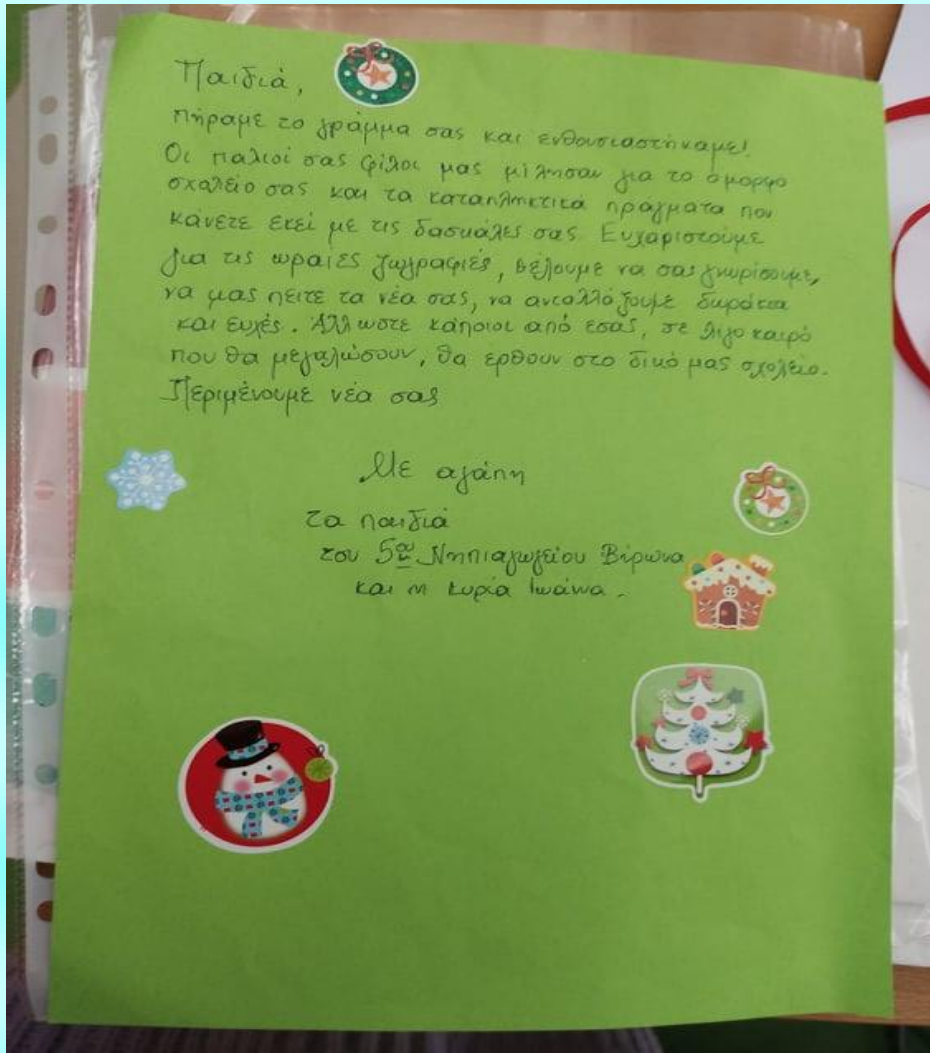 Παιδιά,
πήραμε το γράμμα σας και ενθουσιαστήκαμε!
Οι παλιοί σας φίλοι μας μίλησαν για το όμορφο
σχολείο σας και τα καταπληκτικά πράγματα που
κάνετε εκεί με τις δασκάλες σας. Ευχαριστούμε
για τις ωραίες ζωγραφιές, θέλουμε να σας γνωρίσουμε,
να μας πείτε τα νέα σας, να ανταλλάξουμε δωράκια
και ευχές. Άλλωστε κάποιοι από εσάς, σε λίγο καιρό
που θα μεγαλώσουν, θα έρθουν στο δικό μας σχολείο.
Περιμένουμε νέα σας
Με αγάπη
τα παιδιά
του 5ου Νηπιαγωγείου Βύρωνα
και η κυρία Ιωάννα.